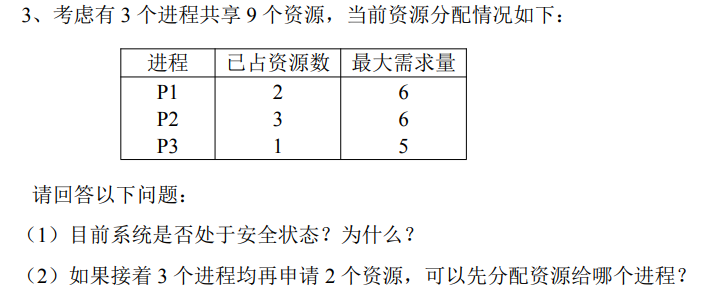 3、考虑有 3 个进程共享 9 个资源，当前资源分配情况如下：
进程 已占资源数 最大需求量
P1 2 6
P2 3 6
P3 1 5
请回答以下问题：
（1）目前系统是否处于安全状态？为什么？
（2）如果接着 3 个进程均再申请 2 个资源，可以先分配资源给哪个进程？